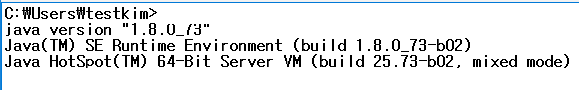 C:₩Users₩testkim>
java version "1.8.0_73"
Java(TM) SE Runtime Environment (build 1.8.0_73-b02)
Java HotSpot(TM) 64-Bit Server VM (build 25.73-b02, mixed mode)